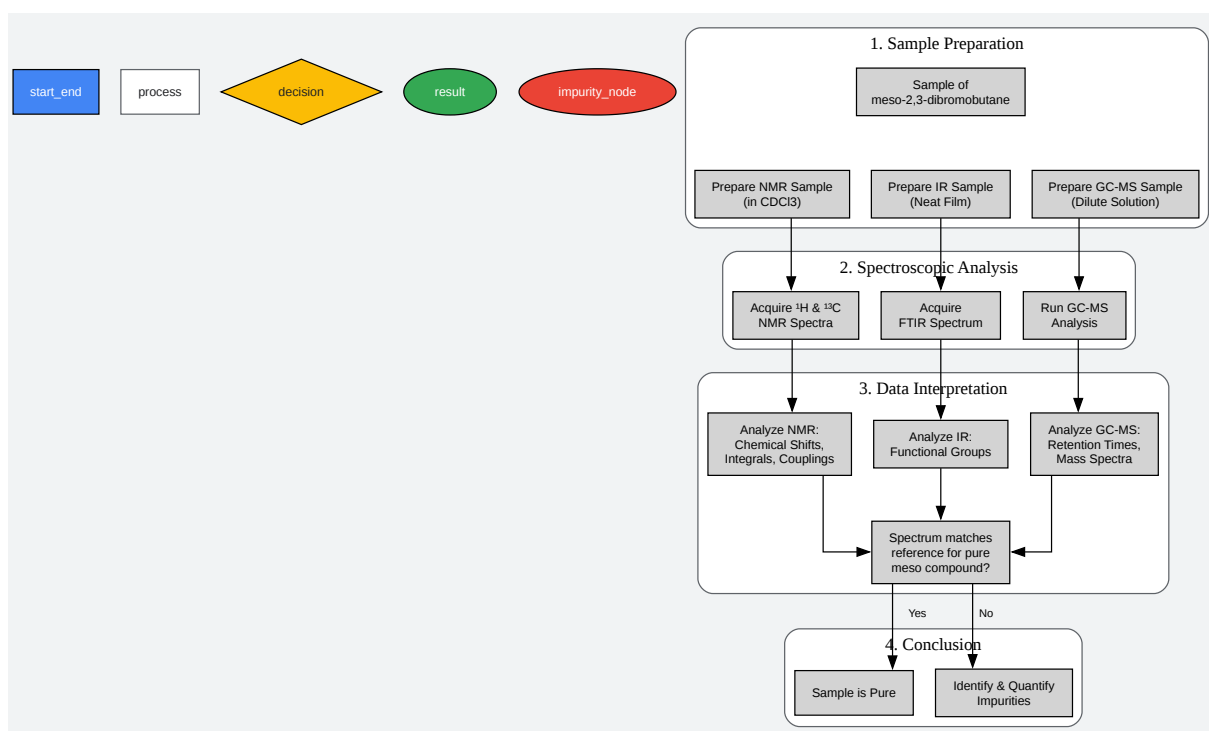 start_end
process
decision
result
impurity_node
1. Sample Preparation
Sample of
meso-2,3-dibromobutane
Prepare NMR Sample
(in CDCl3)
Prepare IR Sample
(Neat Film)
Prepare GC-MS Sample
(Dilute Solution)
2. Spectroscopic Analysis
Acquire ¹H & ¹³C
NMR Spectra
Acquire
FTIR Spectrum
Run GC-MS
Analysis
3. Data Interpretation
Analyze NMR:
Chemical Shifts,
Integrals, Couplings
Analyze IR:
Functional Groups
Analyze GC-MS:
Retention Times,
Mass Spectra
Spectrum matches
reference for pure
meso compound?
Yes
No
4. Conclusion
Sample is Pure
Identify & Quantify
Impurities